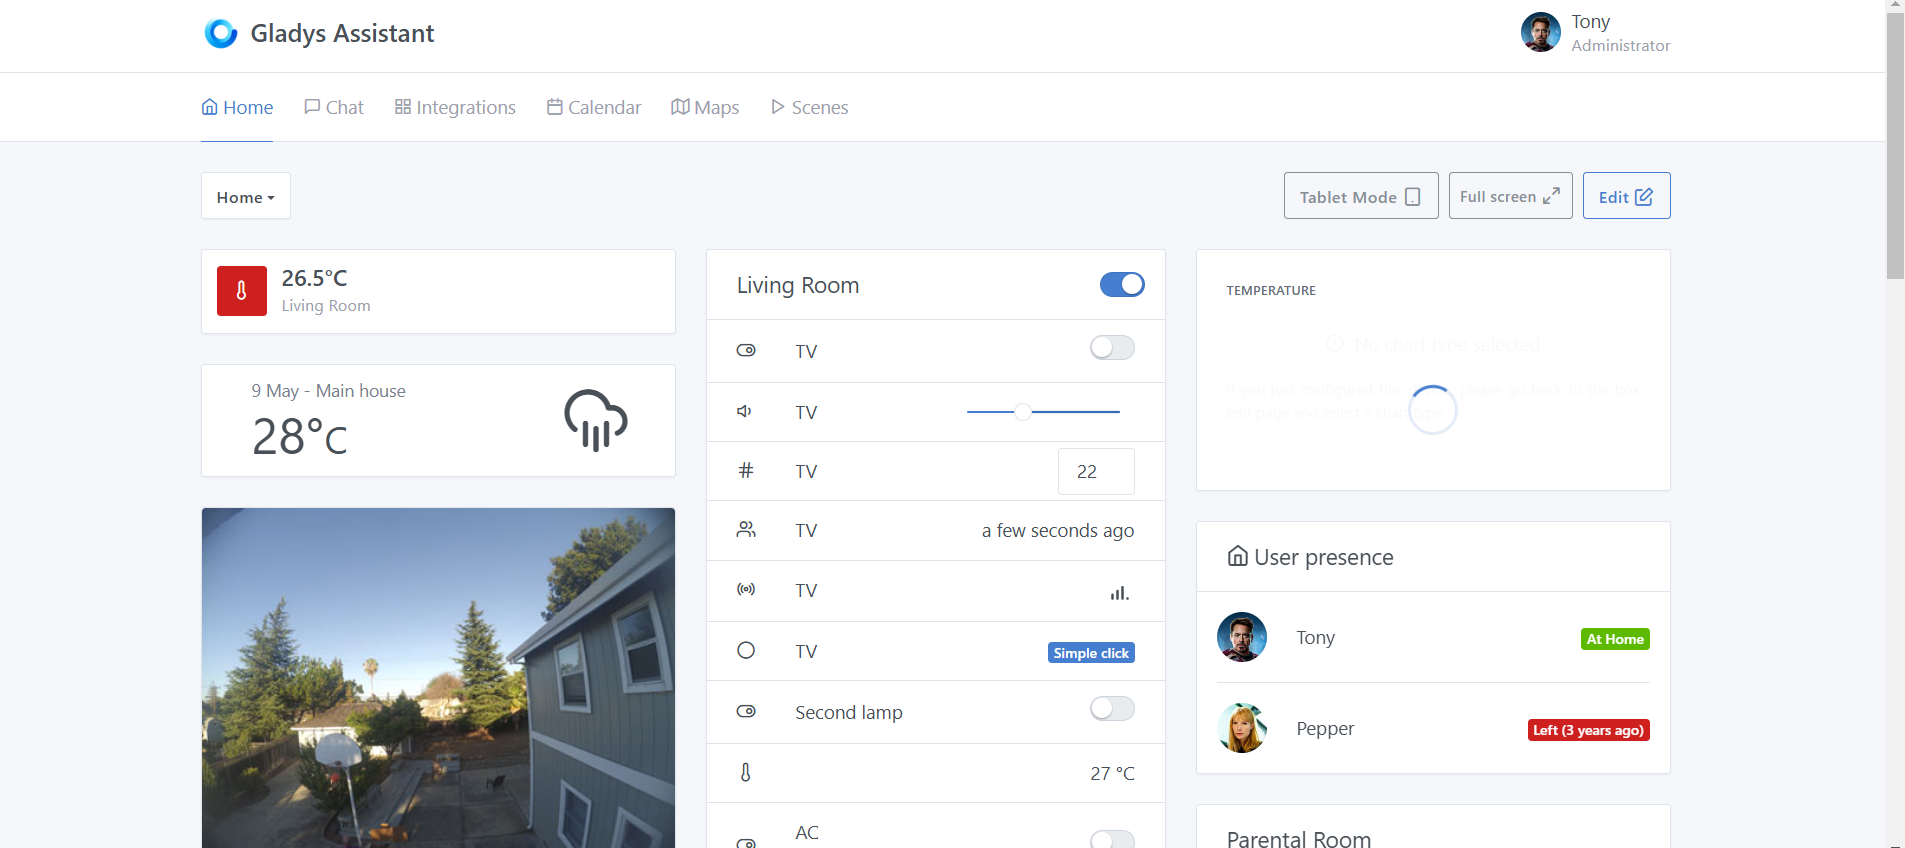 Gladys Assistant
Tony
Administrator
Home
Chat
Integrations
Calendar
Maps
Scenes
Home
Tablet Mode
Full screen
Edit
26.5°C
Living Room
9 May - Main house
28°C
Living Room
TV
TV
TV
22
TV
a few seconds ago
TV
TV
Simple click
Second lamp
27 °C
AC
TEMPERATURE
No chart type selected
If you just configured this please go back to the box
edit page and select a chart type.
User presence
Tony
At Home
Pepper
Left (3 years ago)
Parental Room